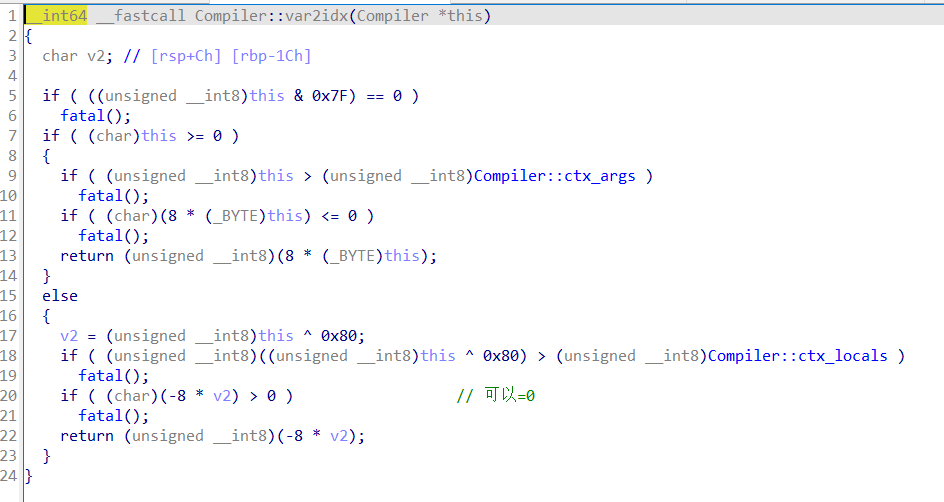 1 __int64 __fastcall Compiler::var2idx(Compiler *this)
2 {
3   char v2; // [rsp+Ch] [rbp-1Ch]
4
5   if ( ((unsigned __int8)this & 0x7F) == 0 )
6     fatal();
7   if ( (char)this >= 0 )
8   {
9     if ( (unsigned __int8)this > (unsigned __int8)Compiler::ctx_args )
10       fatal();
11     if ( (char)(8 * (_BYTE)this) <= 0 )
12       fatal();
13     return (unsigned __int8)(8 * (_BYTE)this);
14   }
15   else
16   {
17     v2 = (unsigned __int8)this ^ 0x80;
18     if ( (unsigned __int8)((unsigned __int8)this ^ 0x80) > (unsigned __int8)Compiler::ctx_locals )
19       fatal();
20     if ( (char)(-8 * v2) > 0 )                  // 可以=0
21       fatal();
22     return (unsigned __int8)(-8 * v2);
23   }
24 }